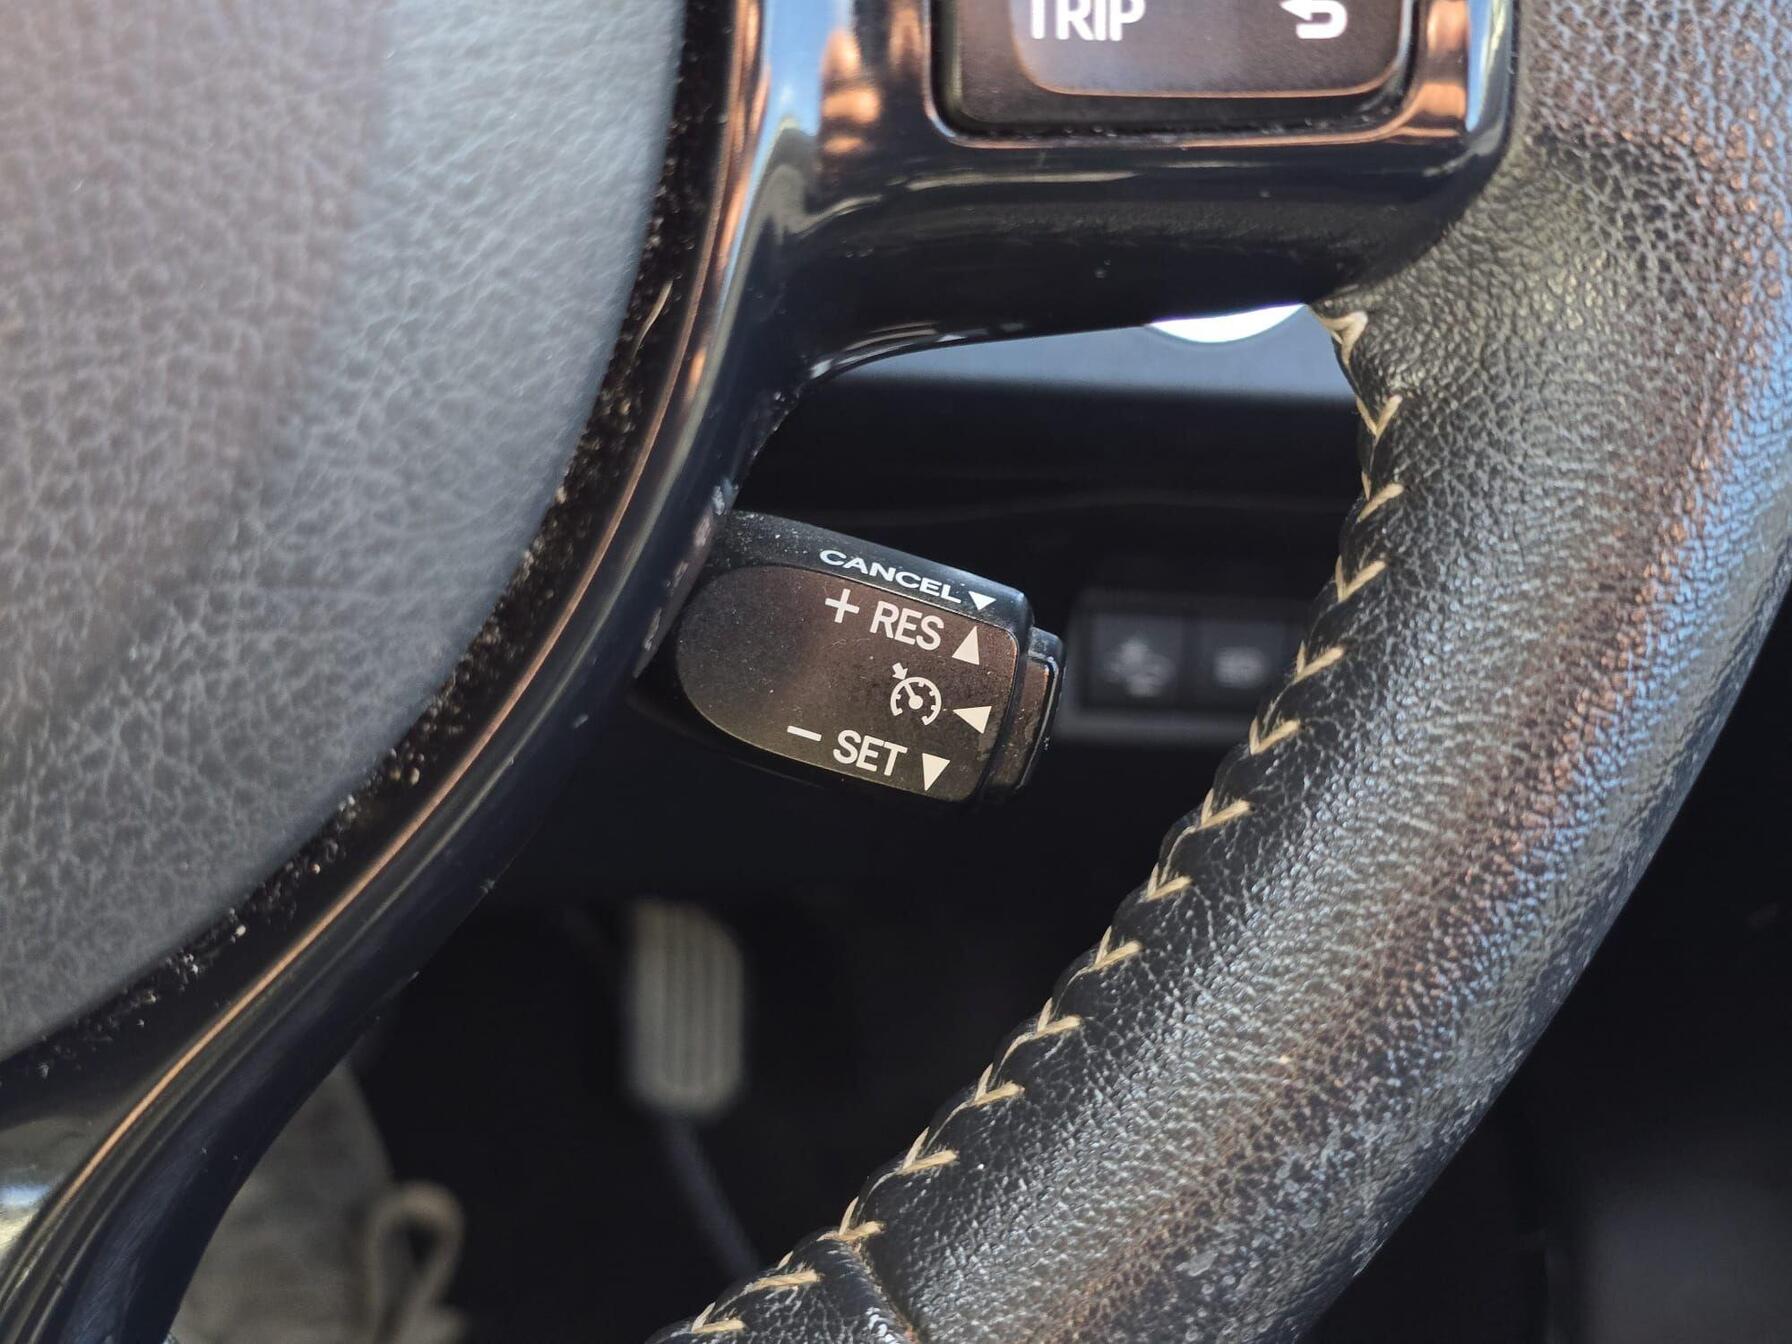 TRIP
CANCEL
+ RES
- SET